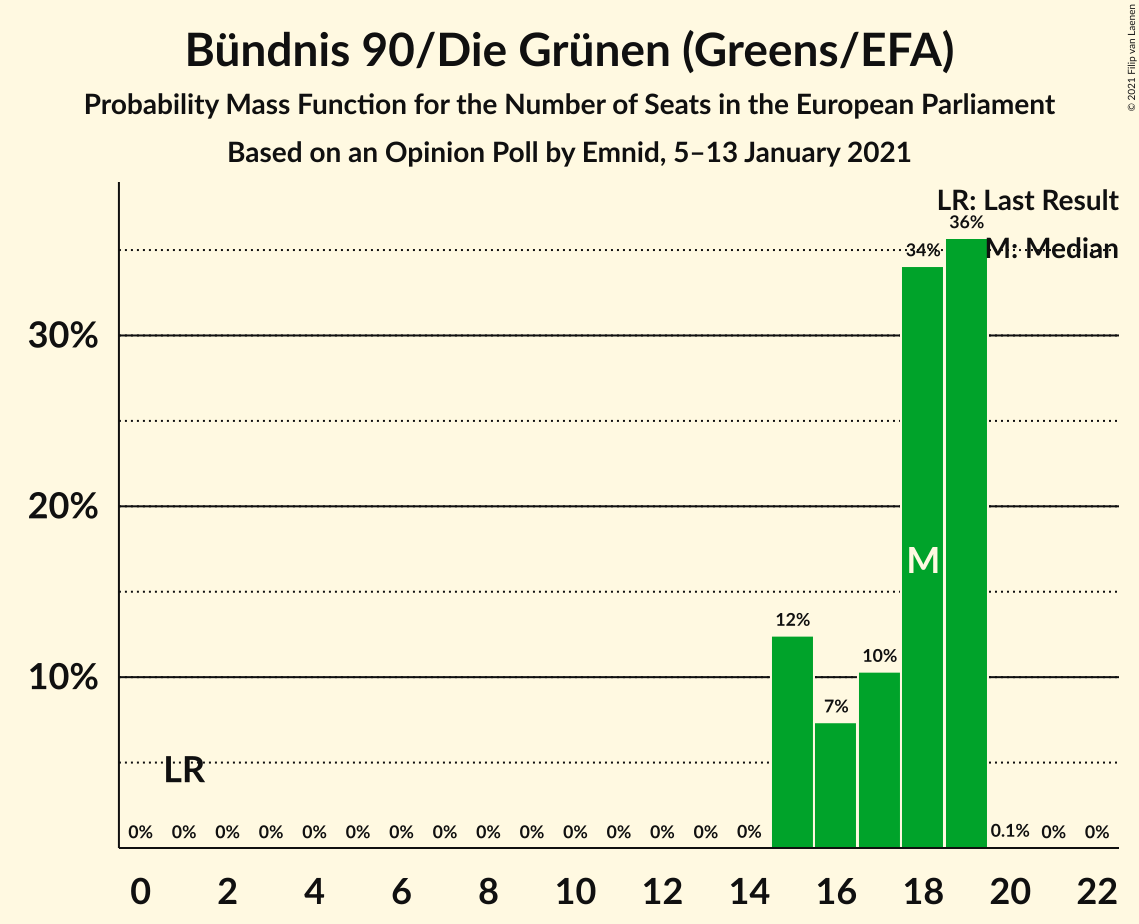 Bündnis 90/Die Grünen (Greens/EFA)
Probability Mass Function for the Number of Seats in the European Parliament
Based on an Opinion Poll by Emnid, 5–13 January 2021
© 2021 Filip van Laenen
LR: Last Result
M: Median
36%
34%
30%
20%
M
12%
10%
10%
7%
LR
0% 0% 0% 0% 0% 0% 0% 0% 0% 0% 0% 0% 0% 0% 0% 0.1% 0% 0%
0 2 4 6 8 10 12 14 16 18 20 22